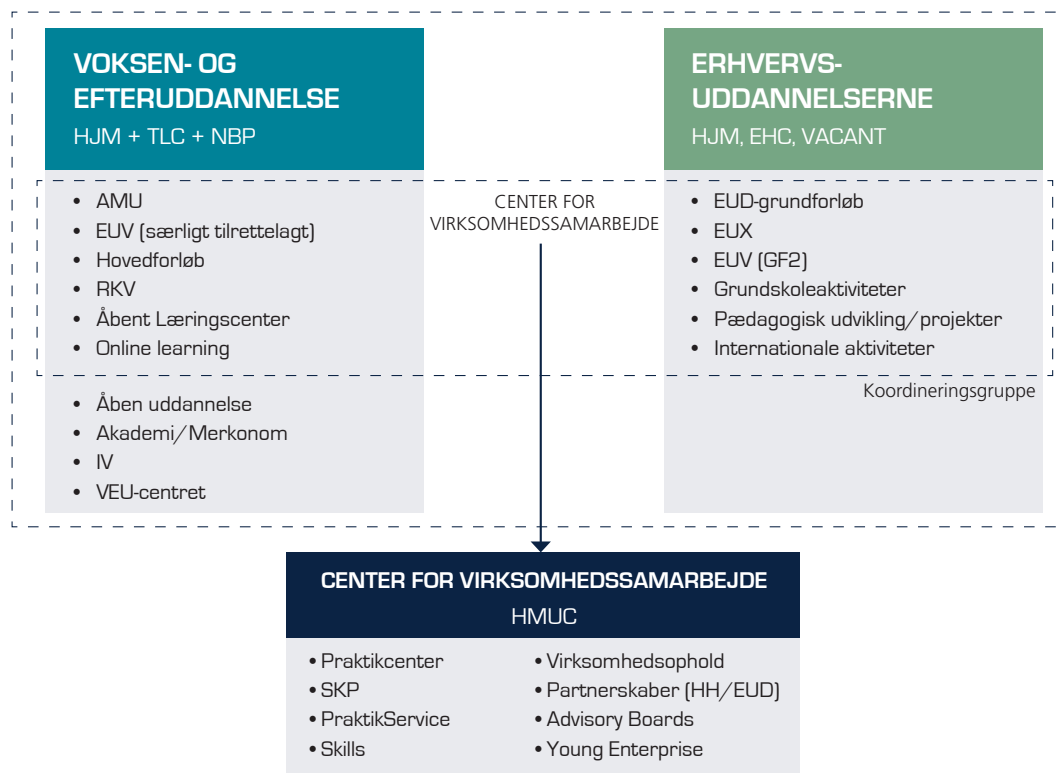 VOKSEN- OG
EFTERUDDANNELSE
HJM + TLC + NBP
• AMU
• EUV (særligt tilrettelagt)
• Hovedforløb
• RKV
• Åbent Læringscenter
• Online learning
• Åben uddannelse
• Akademi/Merkonom
• IV
• VEU-centret
CENTER FOR
VIRKSOMHEDSSAMARBEJDE
ERHVERVS-
UDDANNELSERNE
HJM, EHC, VACANT
• EUD-grundforløb
• EUX
• EUV (GF2)
• Grundskoleaktiviteter
• Pædagogisk udvikling/projekter
• Internationale aktiviteter
Koordineringsgruppe
CENTER FOR VIRKSOMHEDSSAMARBEJDE
HMUC
• Praktikcenter
• SKP
• PraktikService
• Skills
• Virksomhedsophold
• Partnerskaber (HH/EUD)
• Advisory Boards
• Young Enterprise